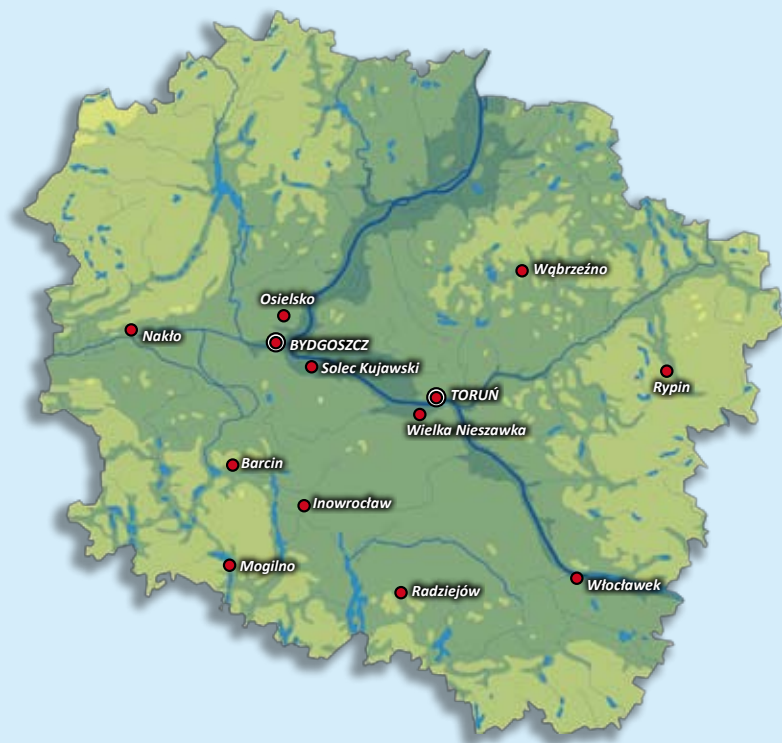 Wąbrzeźno
Osielsko
Nakło
BYDGOSZCZ
Solec Kujawski
Rypin
TORUŃ
Wielka Nieszawka
Barcin
Inowrocław
Mogilno
Radziejów
Włocławek